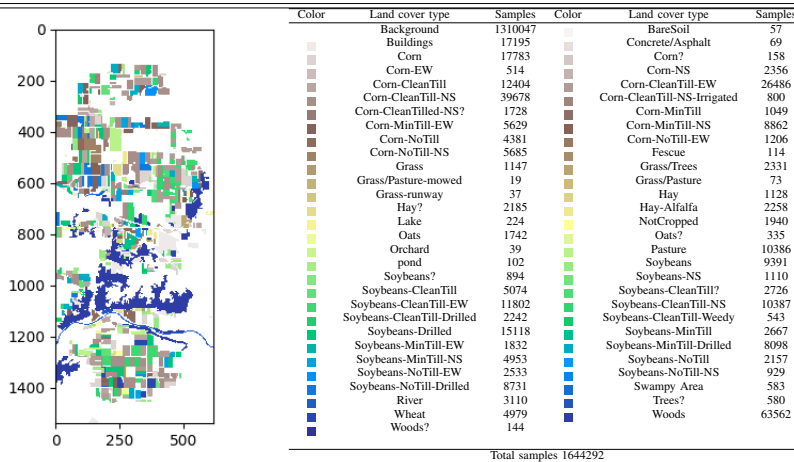 Color Land cover type Samples Color Land cover type Samples
Background 1310047 BareSoil 57
Buildings 17195 Concrete/Asphalt 69
Corn 17783 Corn? 158
Corn-EW 514 Corn-NS 2356
Corn-CleanTill 12404 Corn-CleanTill-EW 26486
Corn-CleanTill-NS 39678 Corn-CleanTill-NS-Irrigated 800
Corn-CleanTilled-NS? 1728 Corn-MinTill 1049
Corn-MinTill-EW 5629 Corn-MinTill-NS 8862
Corn-NoTill 4381 Corn-NoTill-EW 1206
Corn-NoTill-NS 5685 Fescue 114
Grass 1147 Grass/Trees 2331
Grass/Pasture-mowed 19 Grass/Pasture 73
Grass-runway 37 Hay 1128
Hay? 2185 Hay-Alfalfa 2258
Lake 224 NotCropped 1940
Oats 1742 Oats? 335
Orchard 39 Pasture 10386
pond 102 Soybeans 9391
Soybeans? 894 Soybeans-NS 1110
Soybeans-CleanTill 5074 Soybeans-CleanTill? 2726
Soybeans-CleanTill-EW 11802 Soybeans-CleanTill-NS 10387
Soybeans-CleanTill-Drilled 2242 Soybeans-CleanTill-Weedy 543
Soybeans-Drilled 15118 Soybeans-MinTill 2667
Soybeans-MinTill-EW 1832 Soybeans-MinTill-Drilled 8098
Soybeans-MinTill-NS 4953 Soybeans-NoTill 2157
Soybeans-NoTill-EW 2533 Soybeans-NoTill-NS 929
Soybeans-NoTill-Drilled 8731 Swampy Area 583
River 3110 Trees? 580
Wheat 4979 Woods 63562
Woods? 144
Total samples 1644292
0
200
400
600
800
1000
1200
1400
0 250 500